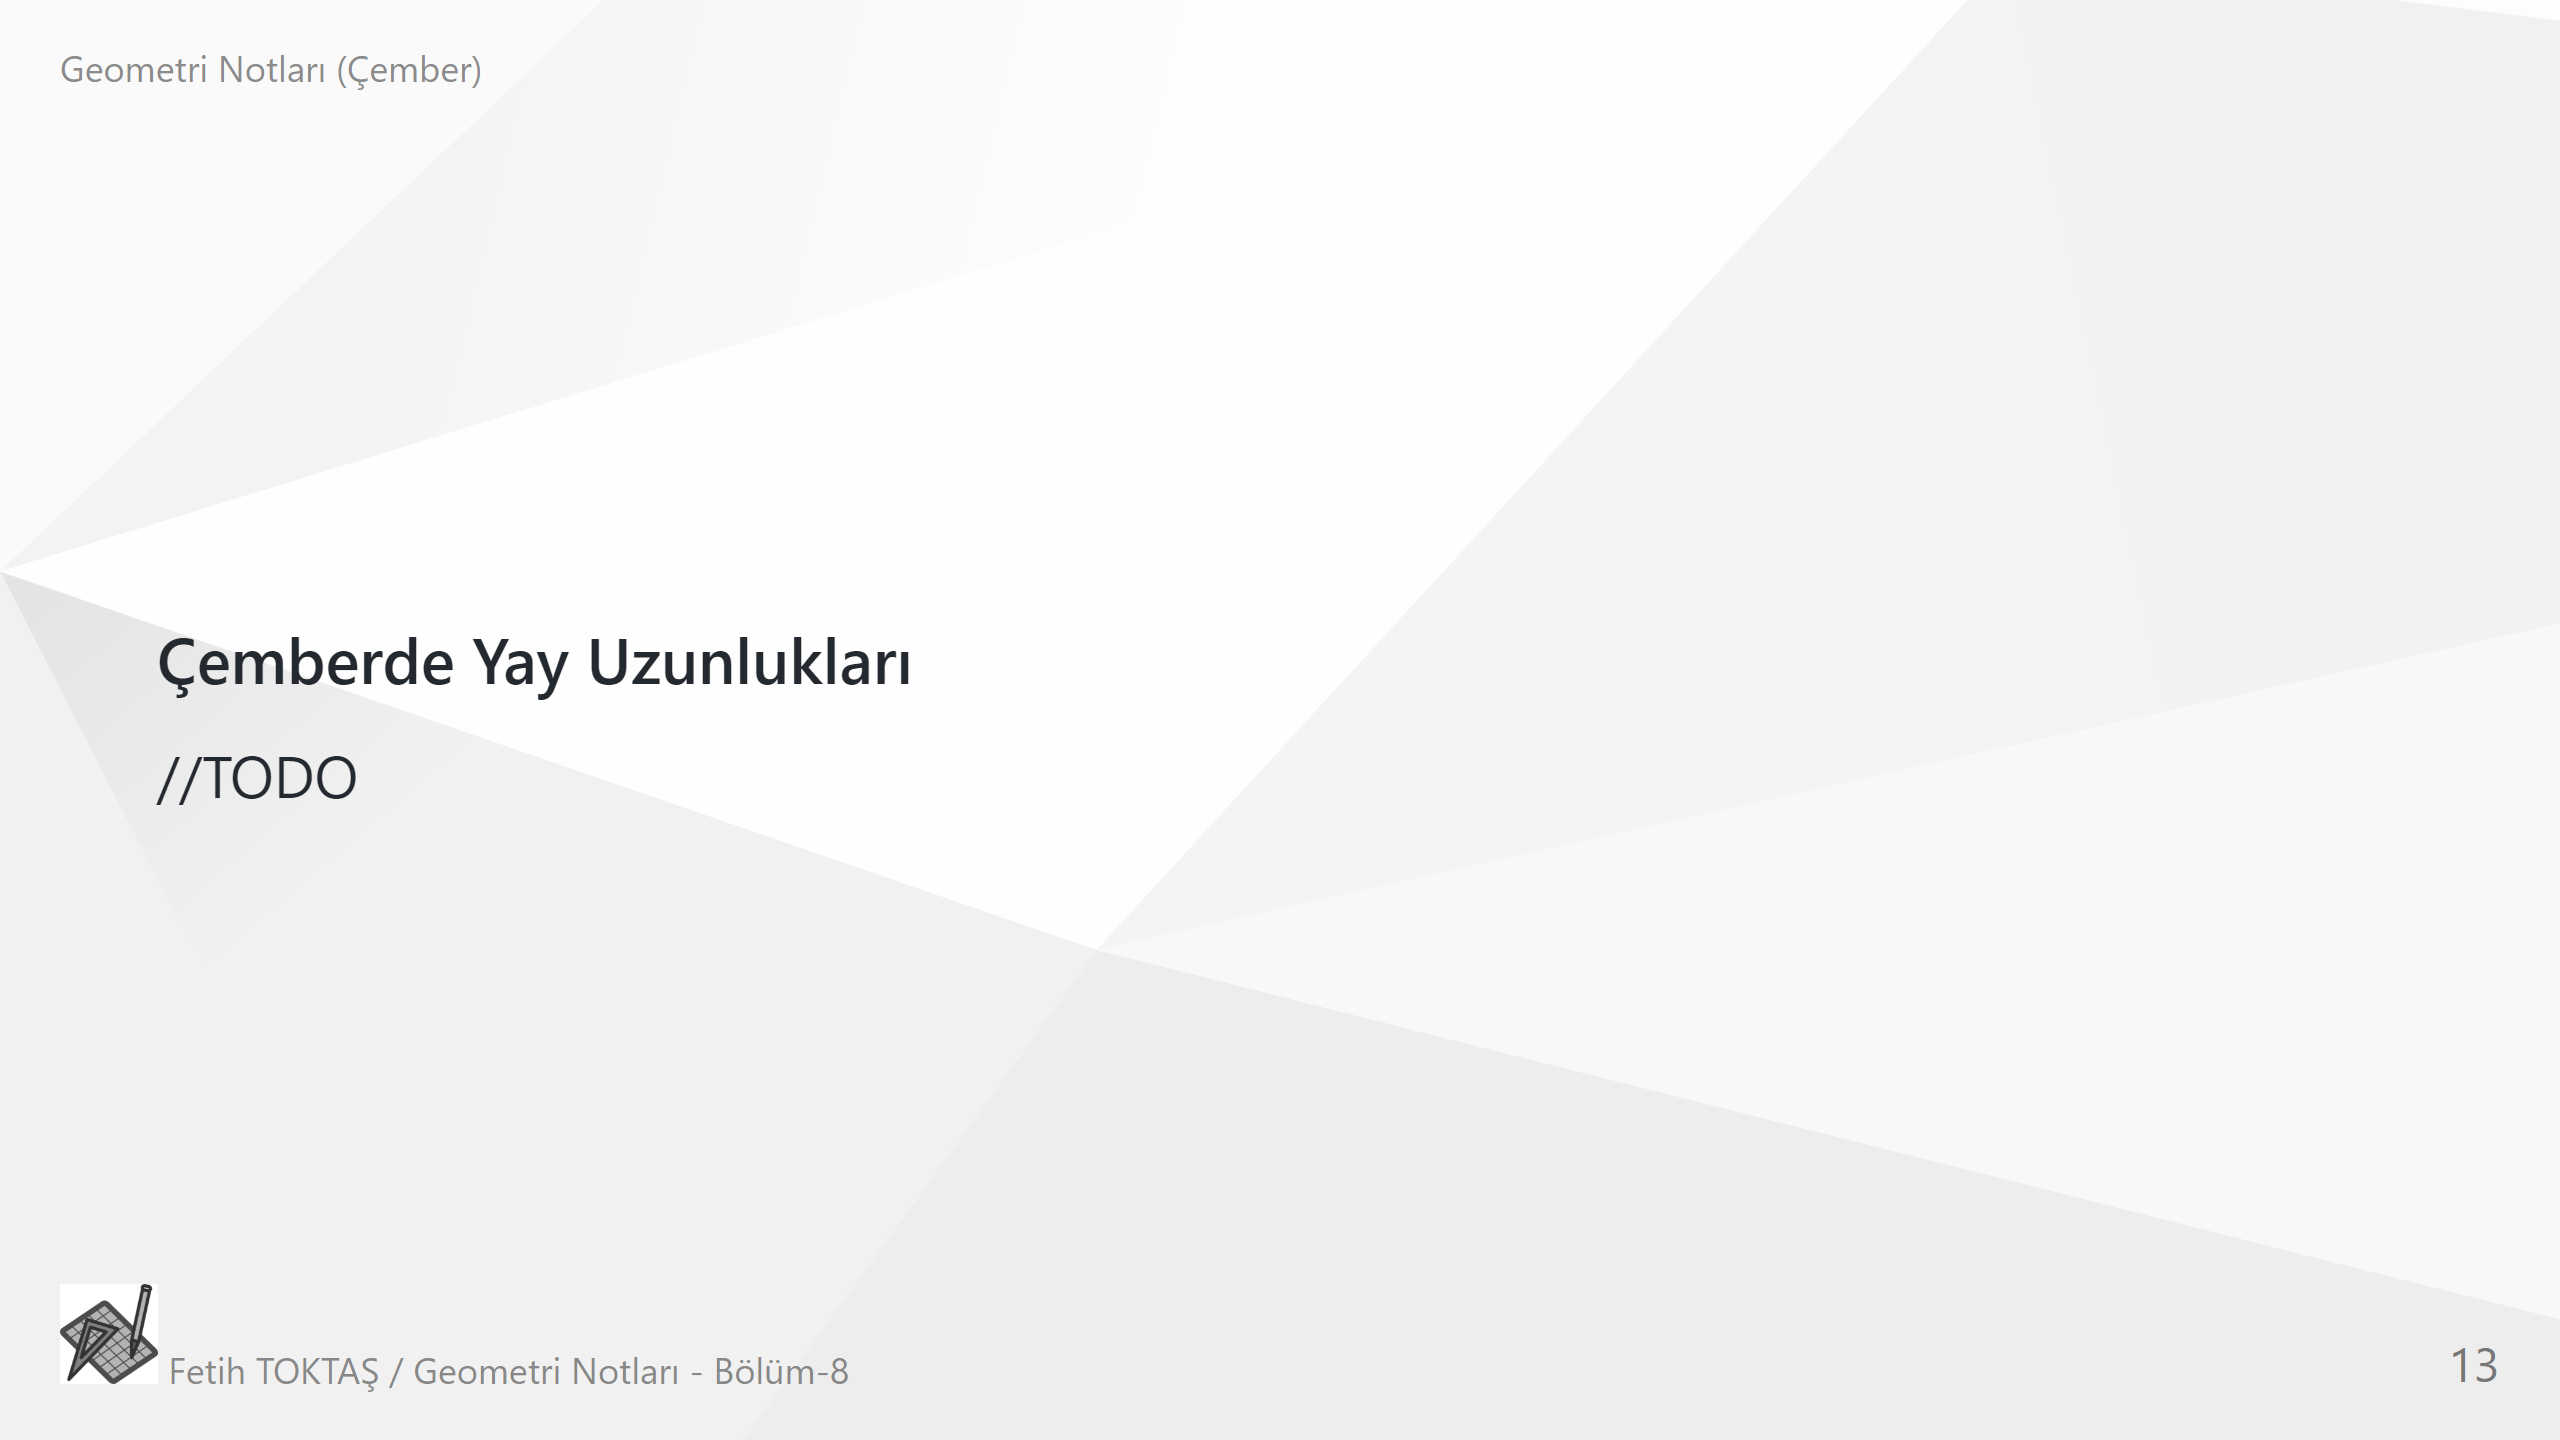 Geometri Notları (Çember)
Çemberde Yay Uzunlukları
//TODO
Fetih TOKTAŞ / Geometri Notları - Bölüm-8
13